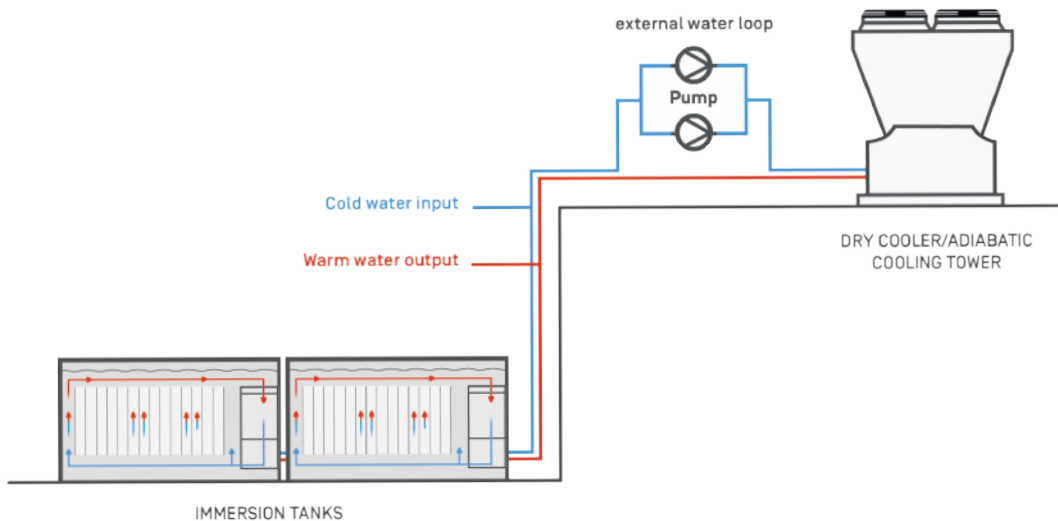 external water loop
Pump
Cold water input
Warm water output
DRY COOLER/ADIABATIC
COOLING TOWER
IMMERSION TANKS